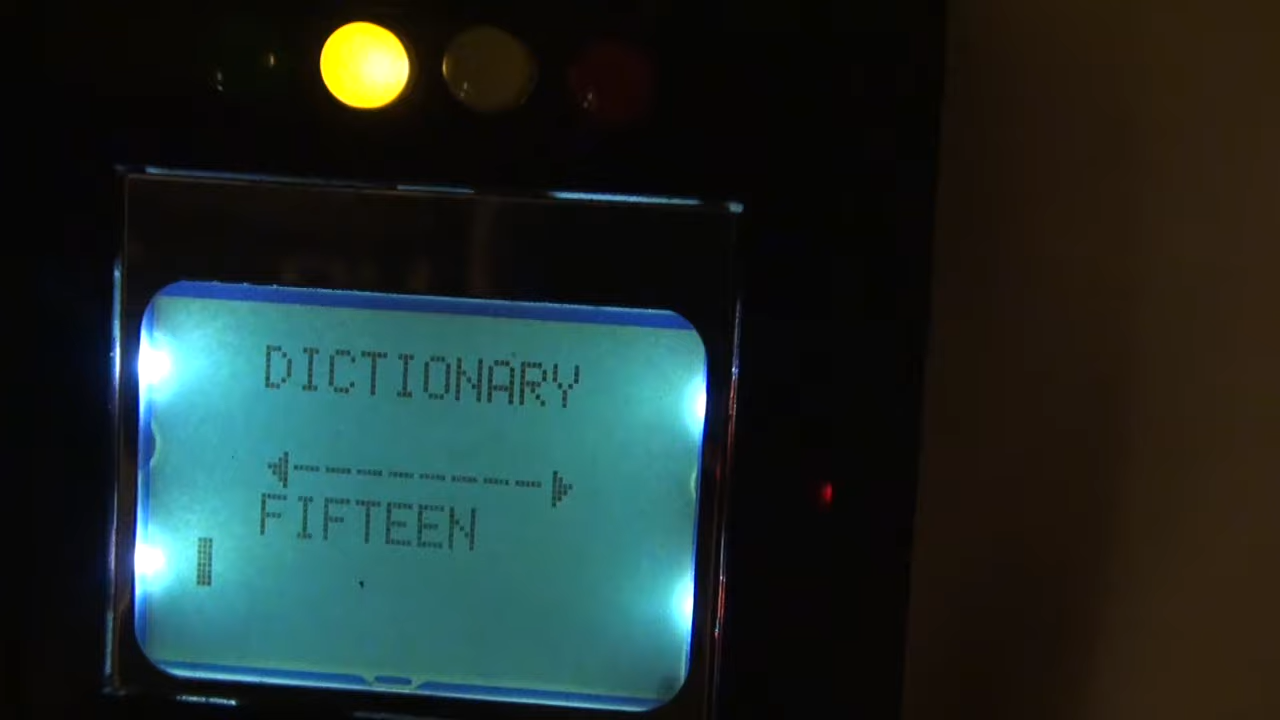 DICTIONARY
◄--------►
FIFTEEN